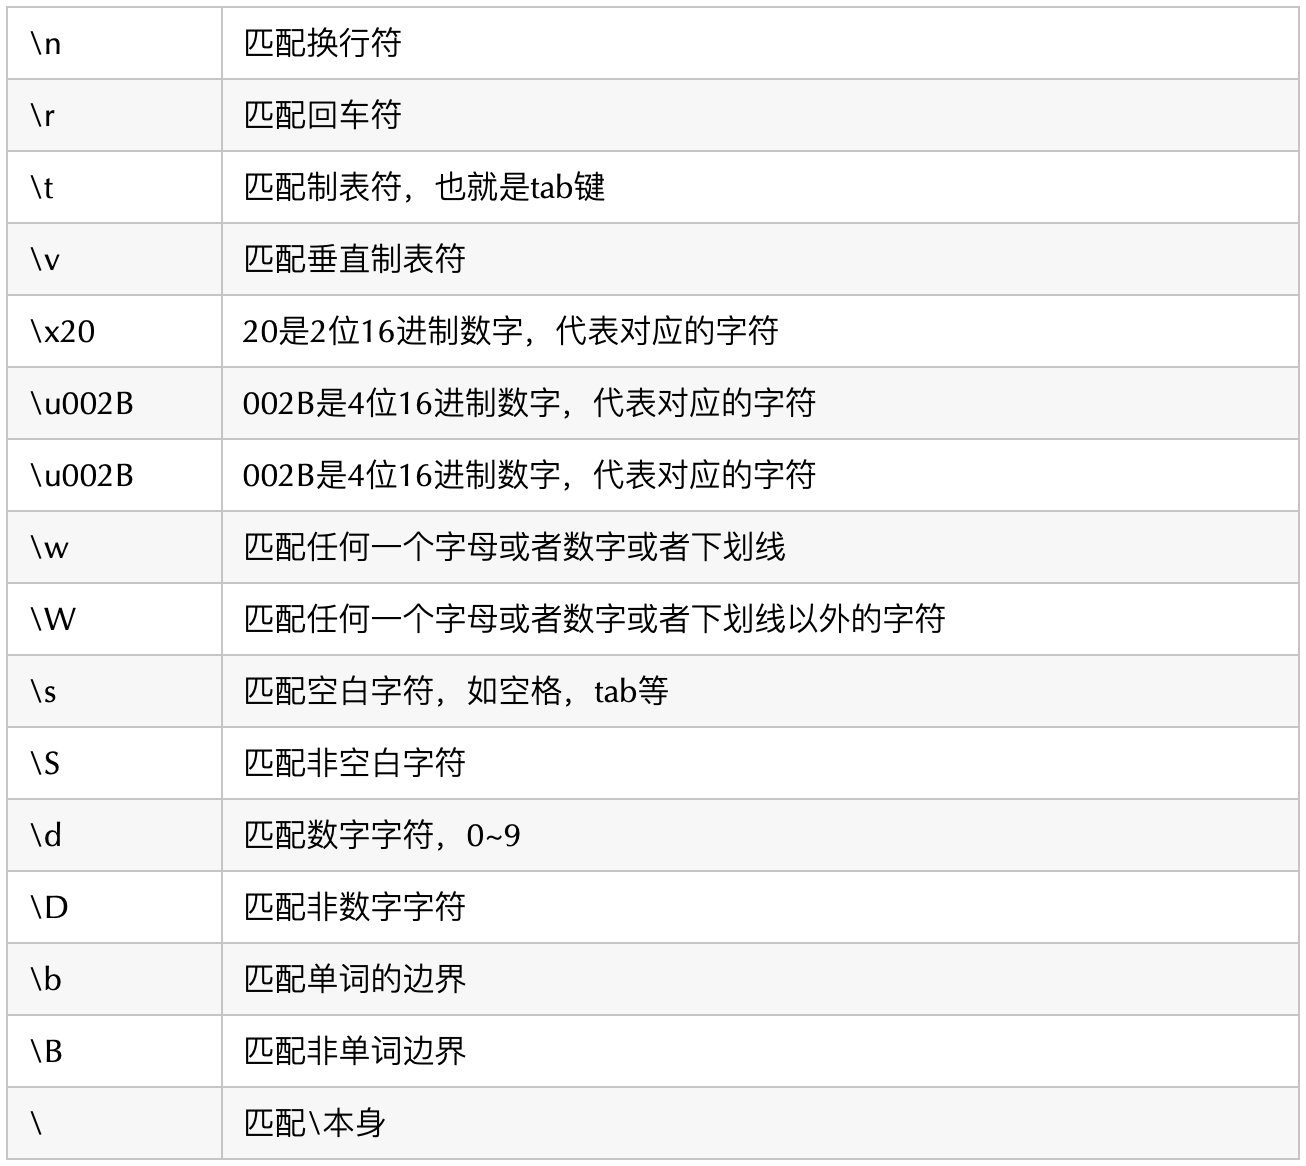 \n 匹配换行符
\r 匹配回车符
\t 匹配制表符，也就是tab键
\v 匹配垂直制表符
\x20 20是2位16进制数字，代表对应的字符
\u002B 002B是4位16进制数字，代表对应的字符
\u002B 002B是4位16进制数字，代表对应的字符
\w 匹配任何一个字母或者数字或者下划线
\W 匹配任何一个字母或者数字或者下划线以外的字符
\s 匹配空白字符，如空格，tab等
\S 匹配非空白字符
\d 匹配数字字符，0~9
\D 匹配非数字字符
\b 匹配单词的边界
\B 匹配非单词边界
\ 匹配\本身